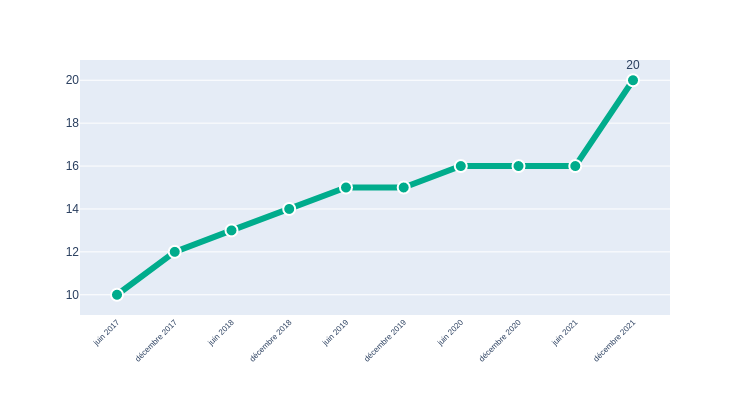 20
20
18
16
14
12
10
juin 2017
décembre 2017
juin 2018
décembre 2018
juin 2019
décembre 2019
juin 2020
décembre 2020
juin 2021
décembre 2021